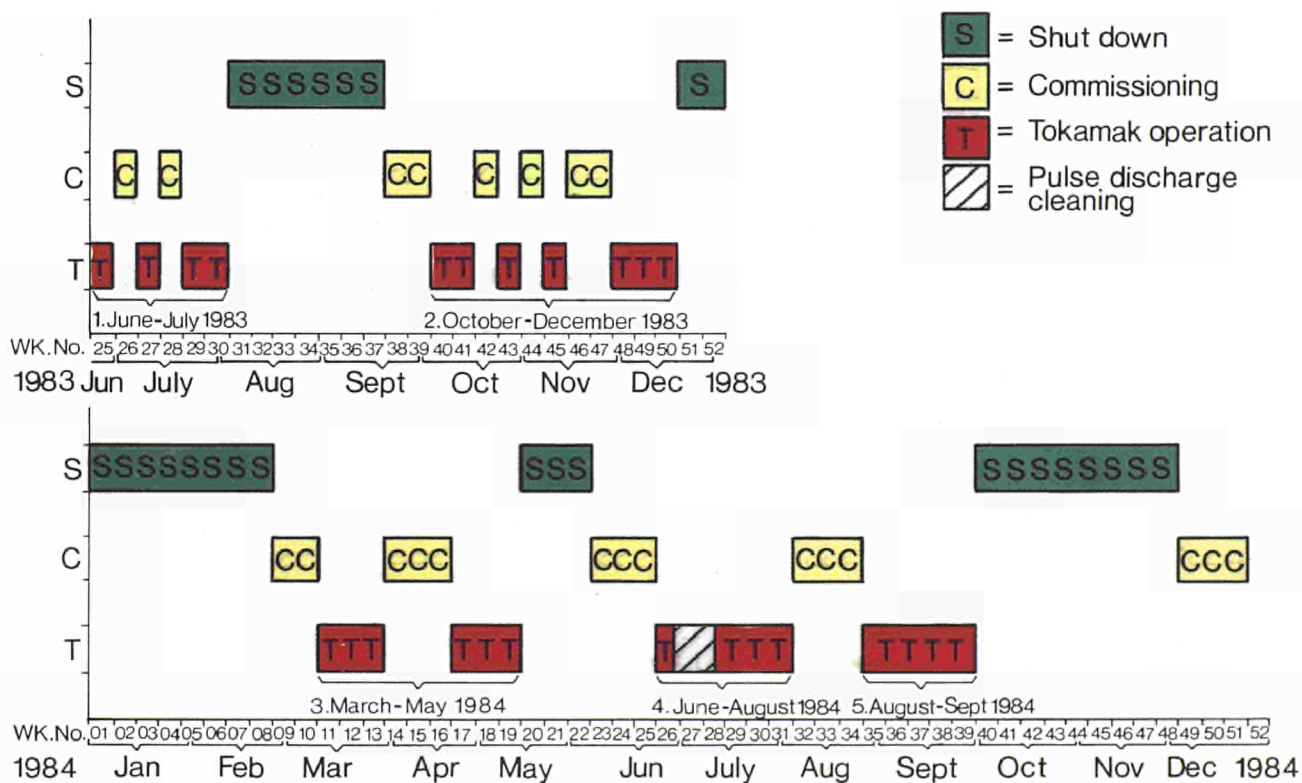 S = Shut down
C = Commissioning
T = Tokamak operation
= Pulse discharge
cleaning
S SSSSSS S
C C C CC C C CC
T T T TT TT T T TTT
1.June-July 1983 2.October-December 1983
WK.No. 25 26 27 28 29 30 31 32 33 34 35 36 37 38 39 40 41 42 43 44 45 46 47 48 49 50 51 52
1983 Jun July Aug Sept Oct Nov Dec 1983
S SSSSSSSS SSS SSSSSSSS
C CC CCC CCC CCC CCC
T TTT TTT T TTT TTTT
3.March-May 1984 4.June-August 1984 5.August-Sept 1984
WK.No. 01 02 03 04 05 06 07 08 09 10 11 12 13 14 15 16 17 18 19 20 21 22 23 24 25 26 27 28 29 30 31 32 33 34 35 36 37 38 39 40 41 42 43 44 45 46 47 48 49 50 51 52
1984 Jan Feb Mar Apr May Jun July Aug Sept Oct Nov Dec 1984